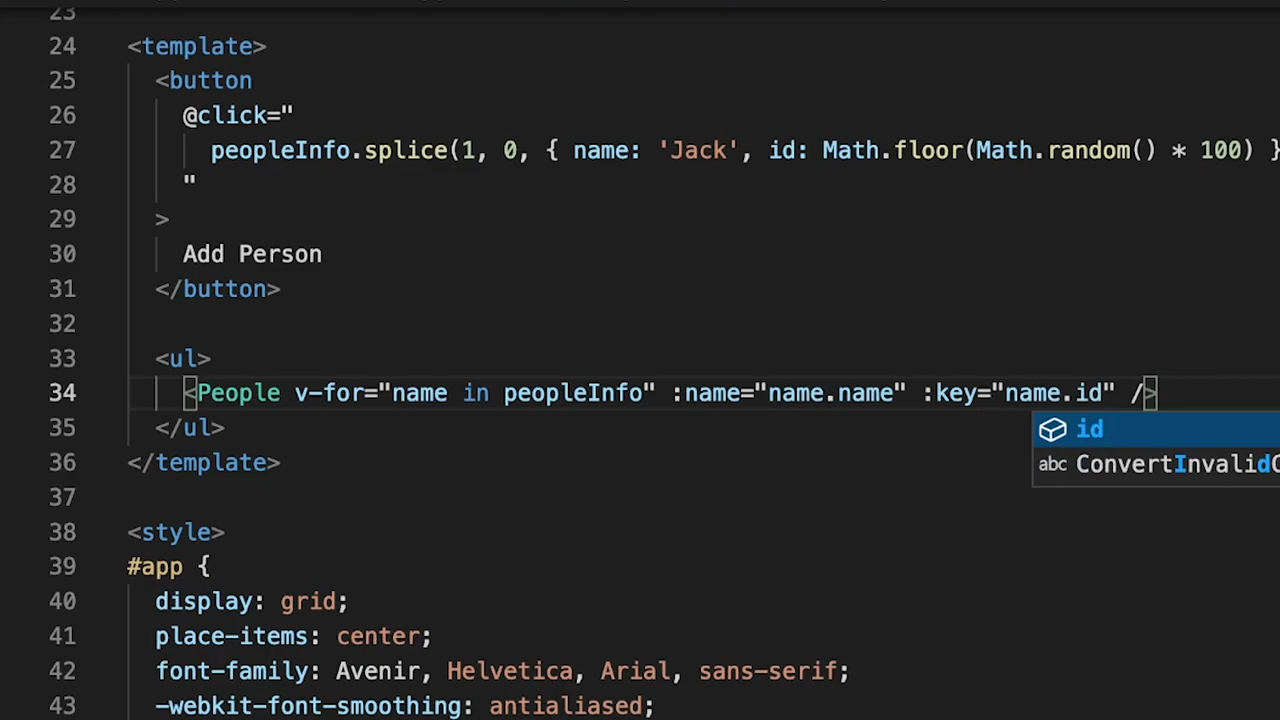 23
24 <template>
25 <button
26 @click="
27 peopleInfo.splice(1, 0, { name: 'Jack', id: Math.floor(Math.random() * 100) }
28 "
29 >
30 Add Person
31 </button>
32
33 <ul>
34 <People v-for="name in peopleInfo" :name="name.name" :key="name.id" />
id
35 </ul>
abc ConvertInvalidC
36 </template>
37
38 <style>
39 #app {
40 display: grid;
41 place-items: center;
42 font-family: Avenir, Helvetica, Arial, sans-serif;
43 -webkit-font-smoothing: antialiased;